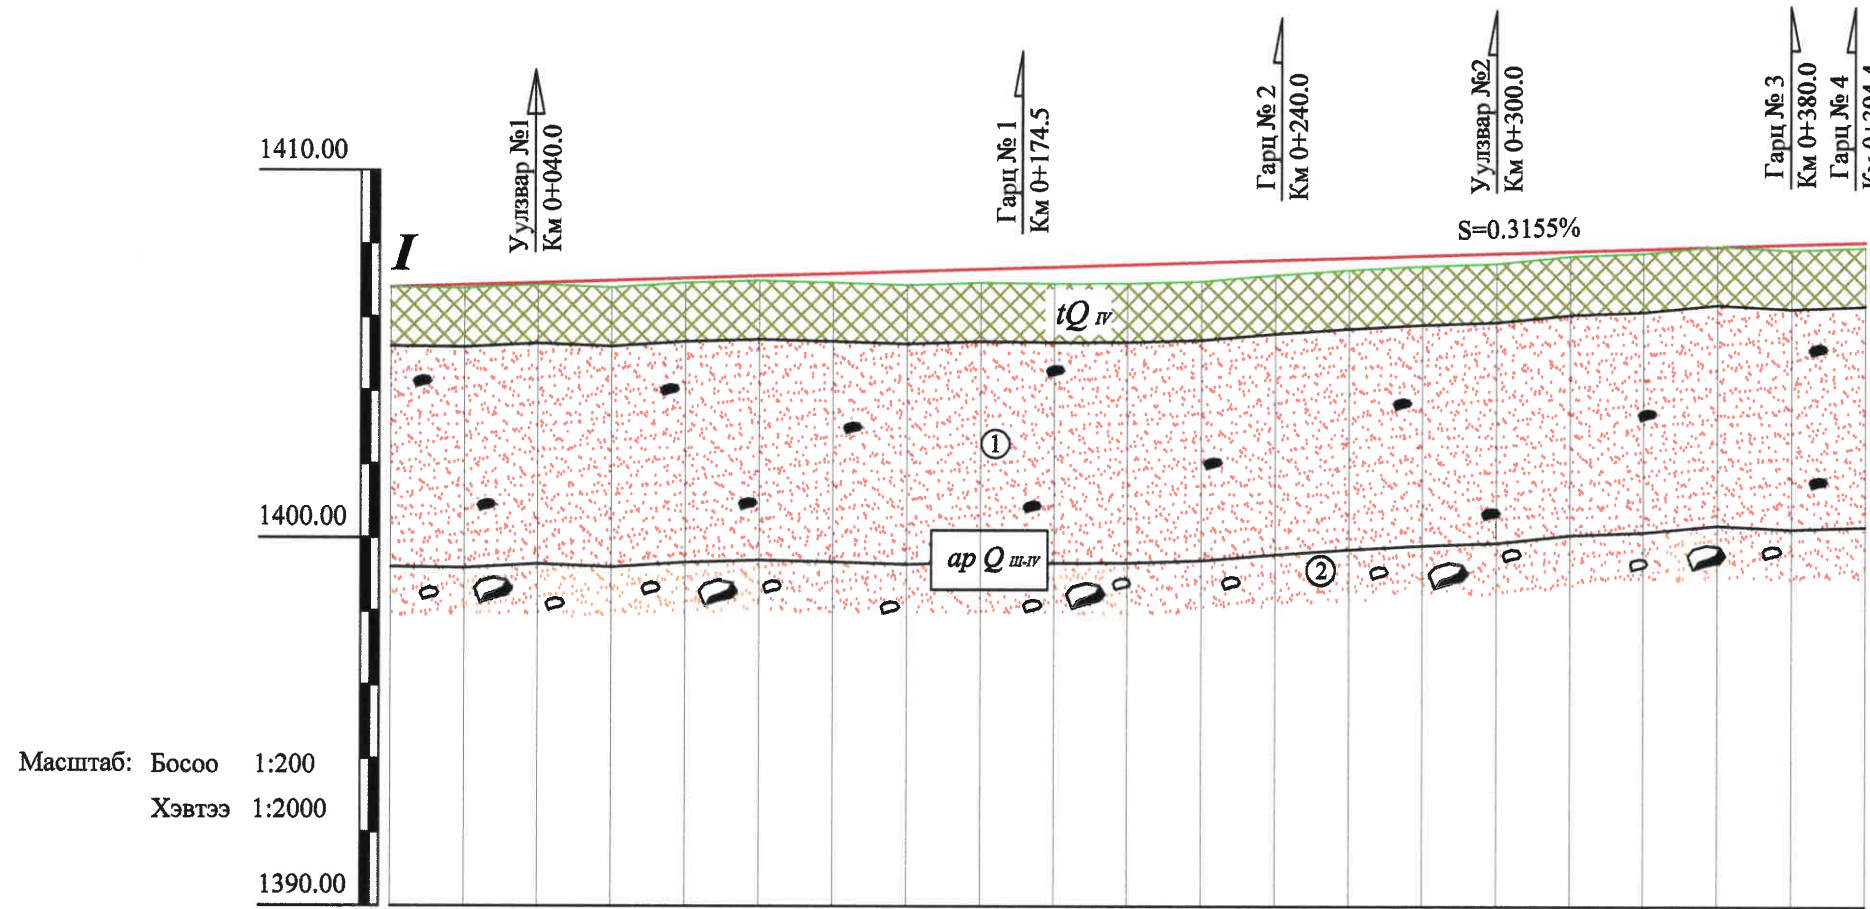 Уулзвар №1
Км 0+040.0
Гарц № 1
Км 0+174.5
Гарц № 2
Км 0+240.0
Уулзвар №2
Км 0+300.0
Гарц № 3
Км 0+380.0
Гарц № 4
1410.00
I
S=0.3155%
tQ IV
1
1400.00
ap Q III-IV
2
Масштаб: Босоо 1:200
Хэвтээ 1:2000
1390.00